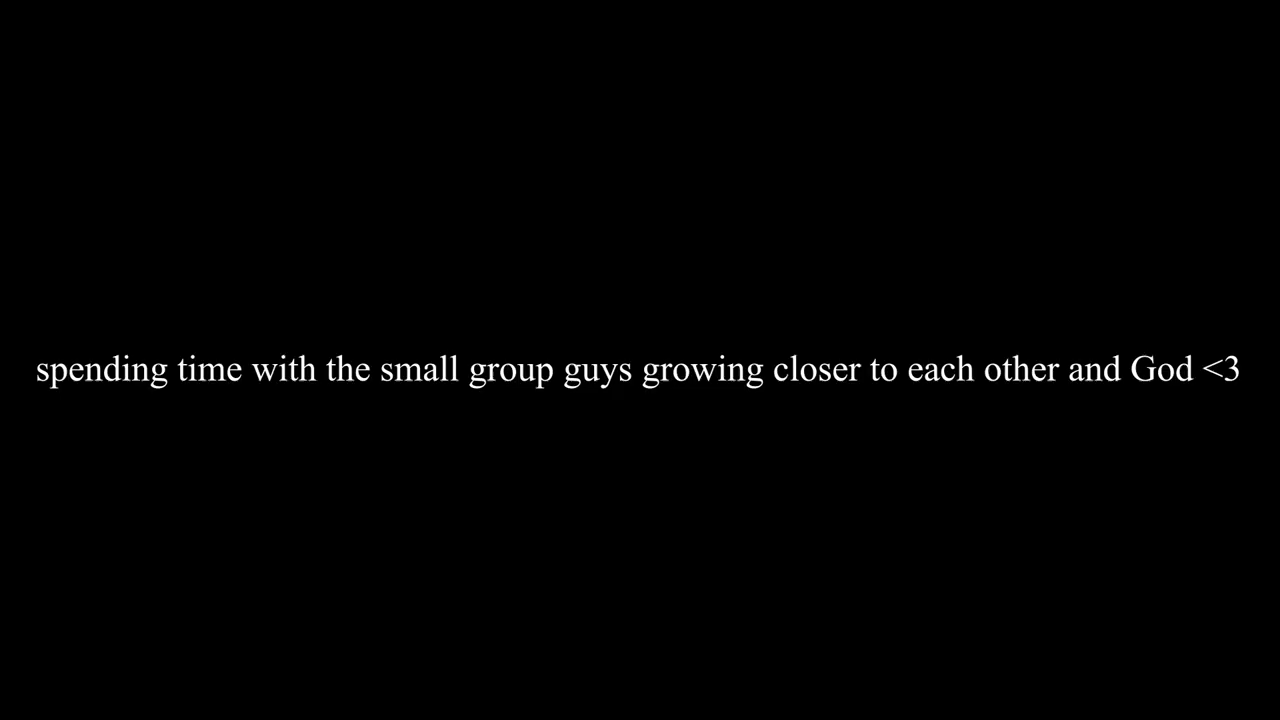 spending time with the small group guys growing closer to each other and God <3